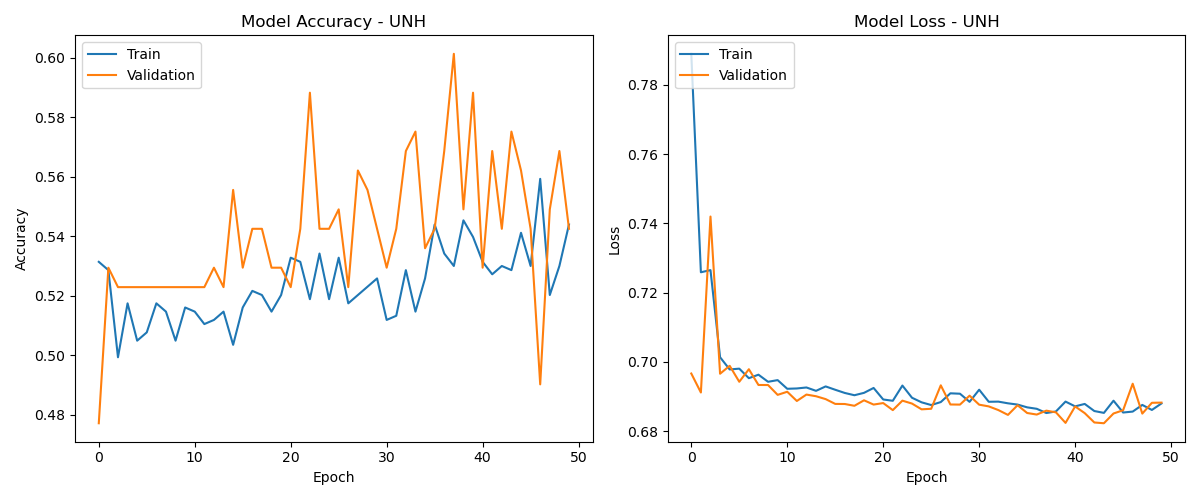 Model Accuracy - UNH
Train
Validation
0.60
0.58
0.56
0.54
0.52
0.50
0.48
Accuracy
0
10
20
30
40
50
Epoch
Model Loss - UNH
Train
Validation
0.78
0.76
0.74
0.72
0.70
0.68
Loss
0
10
20
30
40
50
Epoch